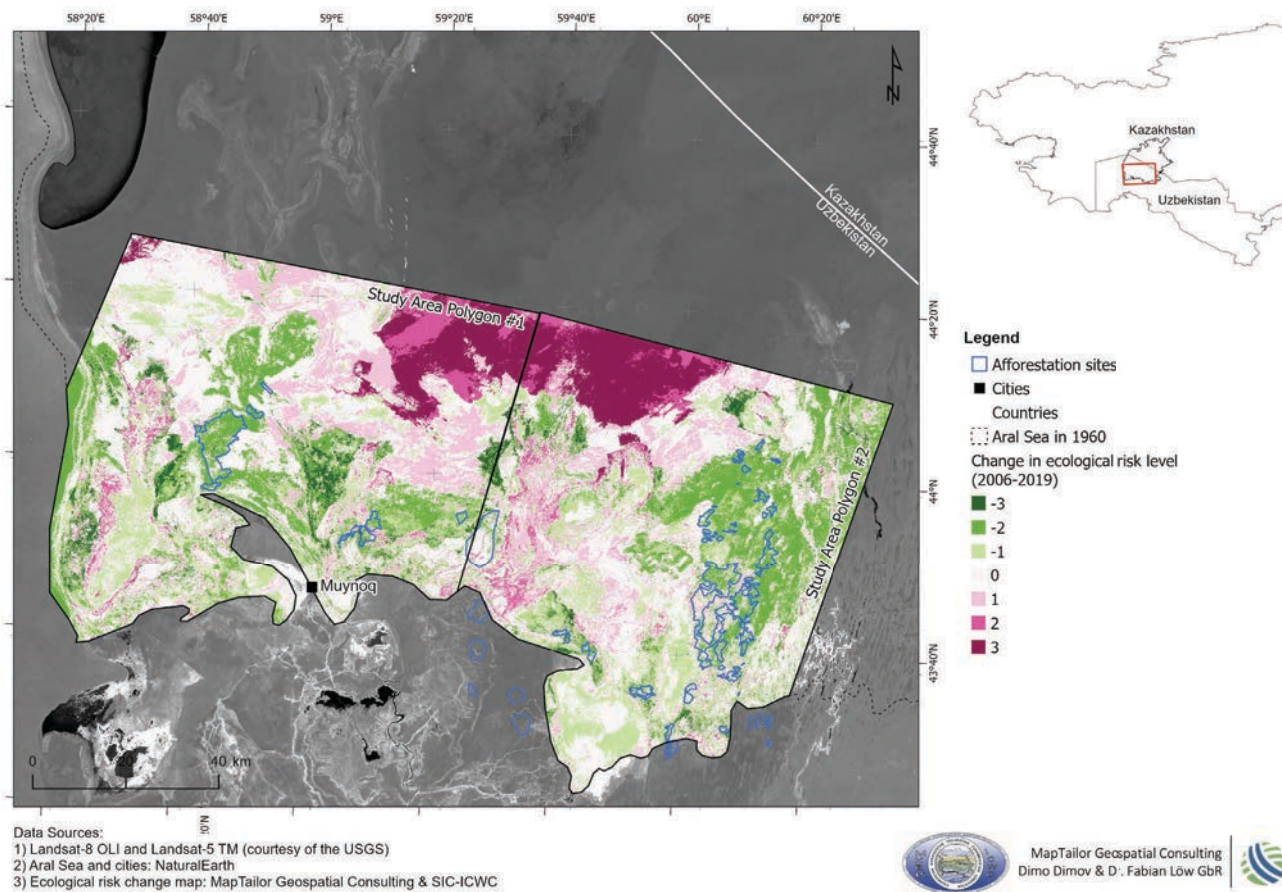 58°20'E 58°40'E 59°E 59°20'E 59°40'E 60°E 60°20'E
N
44°40'N
44°20'N
44°N
43°40'N
Kazakhstan
Uzbekistan
Kazakhstan
Uzbekistan
Study Area Polygon #1
Study Area Polygon #2
Muynoq
Legend
Afforestation sites
Cities
Countries
Aral Sea in 1960
Change in ecological risk level
(2006-2019)
-3
-2
-1
0
1
2
3
0 20 40 km
0'N
Data Sources:
1) Landsat-8 OLI and Landsat-5 TM (courtesy of the USGS)
2) Aral Sea and cities: NaturalEarth
3) Ecological risk change map: MapTailor Geospatial Consulting & SIC-ICWC
MapTailor Geospatial Consulting
Dimo Dimov & D. Fabian Löw GbR